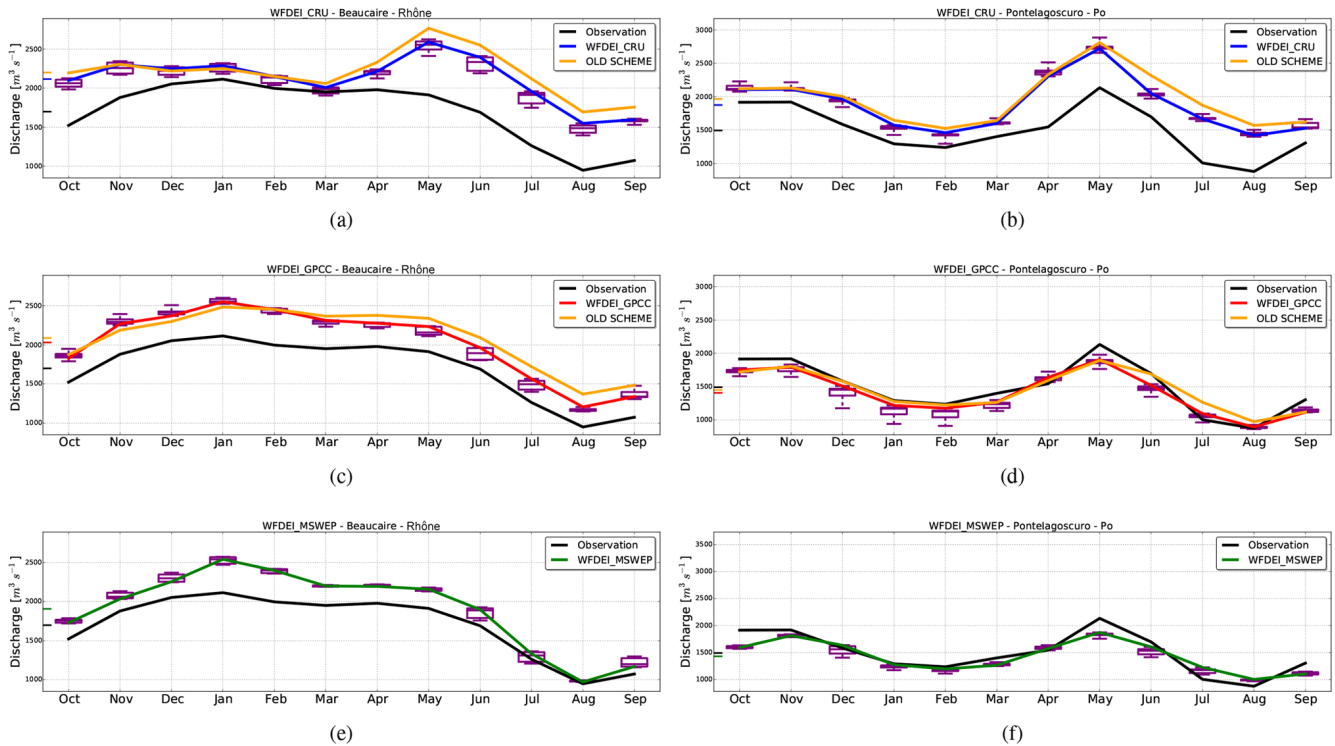 WFDEI_CRU - Beaucaire - Rhône
Discharge [m³ s⁻¹]
2500
2000
1500
1000
Observation
WFDEI_CRU
OLD SCHEME
Oct Nov Dec Jan Feb Mar Apr May Jun Jul Aug Sep
(a)
WFDEI_CRU - Pontelagoscuro - Po
Discharge [m³ s⁻¹]
3000
2500
2000
1500
1000
Observation
WFDEI_CRU
OLD SCHEME
Oct Nov Dec Jan Feb Mar Apr May Jun Jul Aug Sep
(b)
WFDEI_GPCC - Beaucaire - Rhône
Discharge [m³ s⁻¹]
2500
2000
1500
1000
Observation
WFDEI_GPCC
OLD SCHEME
Oct Nov Dec Jan Feb Mar Apr May Jun Jul Aug Sep
(c)
WFDEI_GPCC - Pontelagoscuro - Po
Discharge [m³ s⁻¹]
3000
2500
2000
1500
1000
Observation
WFDEI_GPCC
OLD SCHEME
Oct Nov Dec Jan Feb Mar Apr May Jun Jul Aug Sep
(d)
WFDEI_MSWEP - Beaucaire - Rhône
Discharge [m³ s⁻¹]
2500
2000
1500
1000
Observation
WFDEI_MSWEP
Oct Nov Dec Jan Feb Mar Apr May Jun Jul Aug Sep
(e)
WFDEI_MSWEP - Pontelagoscuro - Po
Discharge [m³ s⁻¹]
3500
3000
2500
2000
1500
1000
Observation
WFDEI_MSWEP
Oct Nov Dec Jan Feb Mar Apr May Jun Jul Aug Sep
(f)